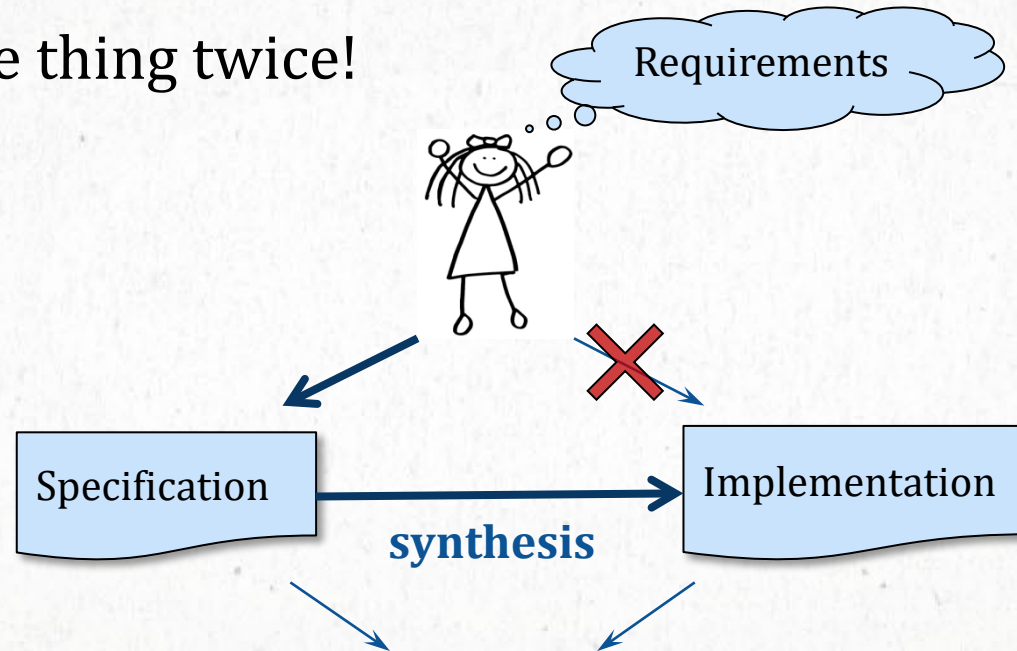 e thing twice!
Requirements
Specification
Implementation
synthesis